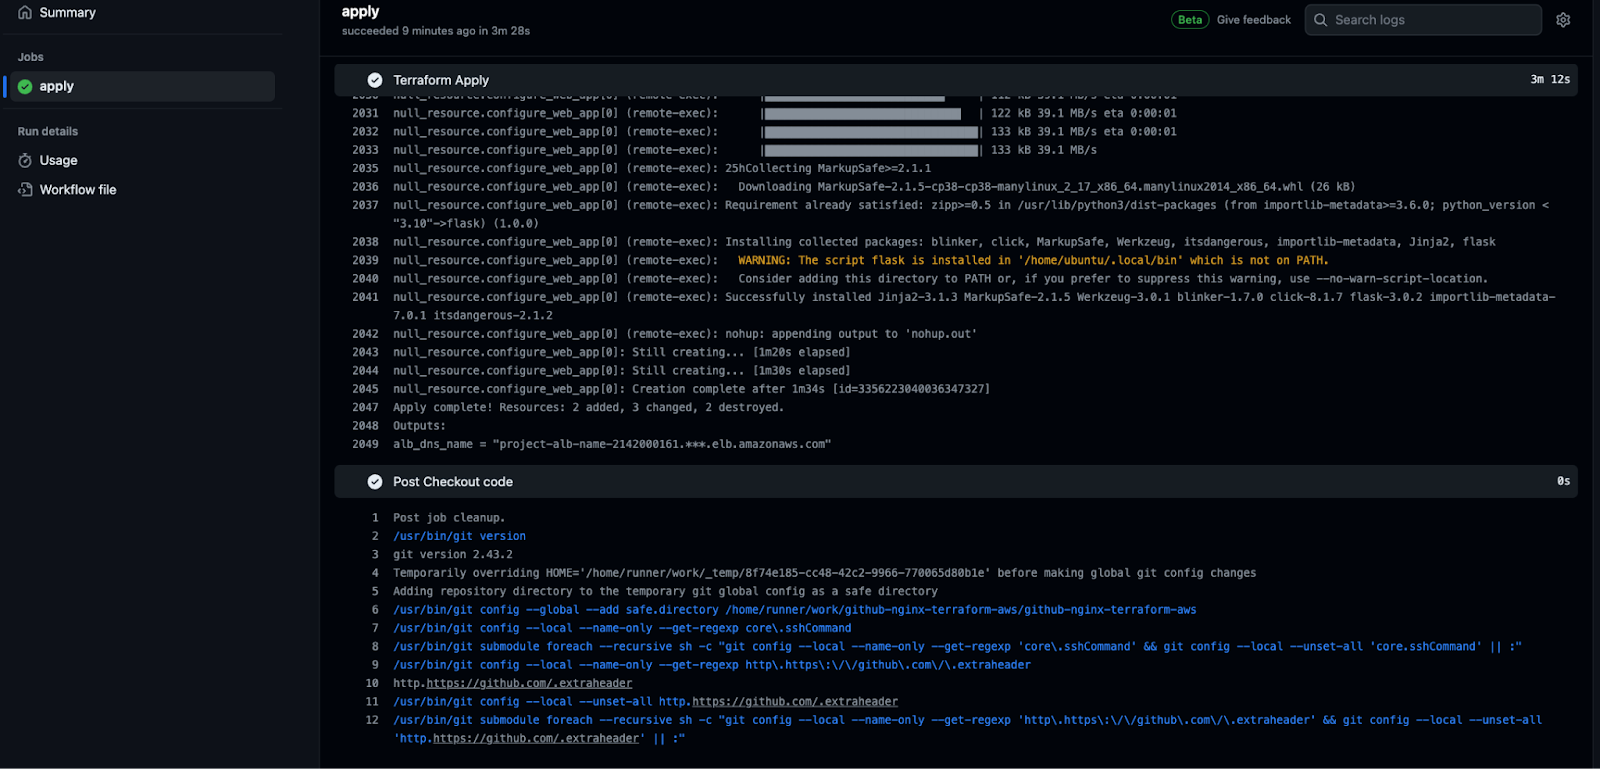 Summary
Jobs
apply
Run details
Usage
Workflow file
apply
succeeded 9 minutes ago in 3m 28s
Beta Give feedback
Search logs
Terraform Apply 3m 12s
2030 null_resource.configure_web_app[0] (remote-exec): | | 112 kB 39.1 MB/s eta 0:00:01
2031 null_resource.configure_web_app[0] (remote-exec): | | 122 kB 39.1 MB/s eta 0:00:01
2032 null_resource.configure_web_app[0] (remote-exec): | | 133 kB 39.1 MB/s eta 0:00:01
2033 null_resource.configure_web_app[0] (remote-exec): | | 133 kB 39.1 MB/s
2035 null_resource.configure_web_app[0] (remote-exec): 25hCollecting MarkupSafe>=2.1.1
2036 null_resource.configure_web_app[0] (remote-exec): Downloading MarkupSafe-2.1.5-cp38-cp38-manylinux_2_17_x86_64.manylinux2014_x86_64.whl (26 kB)
2037 null_resource.configure_web_app[0] (remote-exec): Requirement already satisfied: zipp>=0.5 in /usr/lib/python3/dist-packages (from importlib-metadata>=3.6.0; python_version <
"3.10"->flask) (1.0.0)
2038 null_resource.configure_web_app[0] (remote-exec): Installing collected packages: blinker, click, MarkupSafe, Werkzeug, itsdangerous, importlib-metadata, Jinja2, flask
2039 null_resource.configure_web_app[0] (remote-exec): WARNING: The script flask is installed in '/home/ubuntu/.local/bin' which is not on PATH.
2040 null_resource.configure_web_app[0] (remote-exec): Consider adding this directory to PATH or, if you prefer to suppress this warning, use --no-warn-script-location.
2041 null_resource.configure_web_app[0] (remote-exec): Successfully installed Jinja2-3.1.3 MarkupSafe-2.1.5 Werkzeug-3.0.1 blinker-1.7.0 click-8.1.7 flask-3.0.2 importlib-metadata-
7.0.1 itsdangerous-2.1.2
2042 null_resource.configure_web_app[0] (remote-exec): nohup: appending output to 'nohup.out'
2043 null_resource.configure_web_app[0]: Still creating... [1m20s elapsed]
2044 null_resource.configure_web_app[0]: Still creating... [1m30s elapsed]
2045 null_resource.configure_web_app[0]: Creation complete after 1m34s [id=3356223040036347327]
2047 Apply complete! Resources: 2 added, 3 changed, 2 destroyed.
2048 Outputs:
2049 alb_dns_name = "project-alb-name-2142000161.***.elb.amazonaws.com"
Post Checkout code 0s
1 Post job cleanup.
2 /usr/bin/git version
3 git version 2.43.2
4 Temporarily overriding HOME='/home/runner/work/_temp/8f74e185-cc48-42c2-9966-770065d80b1e' before making global git config changes
5 Adding repository directory to the temporary git global config as a safe directory
6 /usr/bin/git config --global --add safe.directory /home/runner/work/github-nginx-terraform-aws/github-nginx-terraform-aws
7 /usr/bin/git config --local --name-only --get-regexp core\.sshCommand
8 /usr/bin/git submodule foreach --recursive sh -c "git config --local --name-only --get-regexp 'core\.sshCommand' && git config --local --unset-all 'core.sshCommand' || :"
9 /usr/bin/git config --local --name-only --get-regexp http\.https\:\/\/github\.com\/\.extraheader
10 http.https://github.com/.extraheader
11 /usr/bin/git config --local --unset-all http.https://github.com/.extraheader
12 /usr/bin/git submodule foreach --recursive sh -c "git config --local --name-only --get-regexp 'http\.https\:\/\/github\.com\/\.extraheader' && git config --local --unset-all
'http.https://github.com/.extraheader' || :"